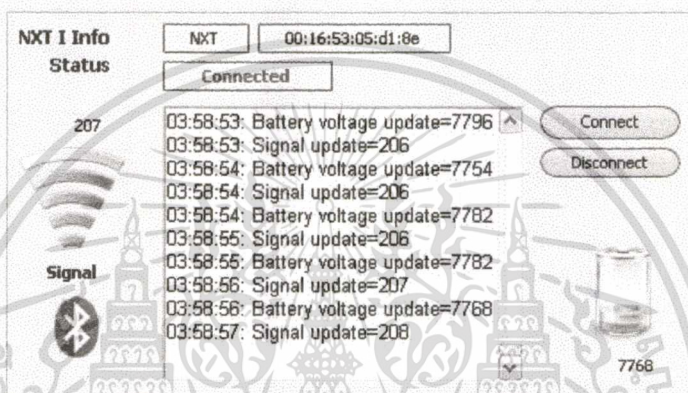 NXT I Info
NXT
00:16:53:05:d1:8e
Status
Connected
207
Signal
03:58:53: Battery voltage update=7796
03:58:53: Signal update=206
03:58:54: Battery voltage update=7754
03:58:54: Signal update=206
03:58:54: Battery voltage update=7782
03:58:55: Signal update=206
03:58:55: Battery voltage update=7782
03:58:56: Signal update=207
03:58:56: Battery voltage update=7768
03:58:57: Signal update=208
Connect
Disconnect
7768